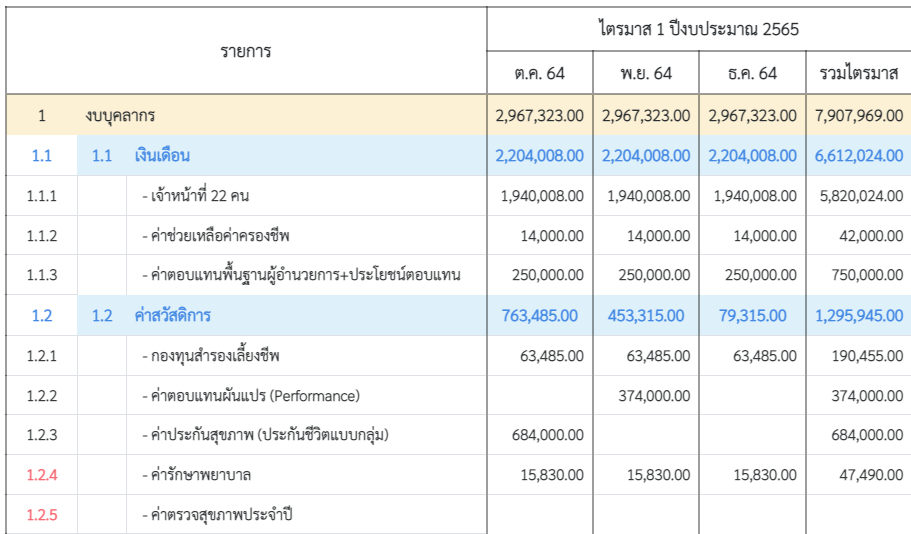 รายการ ไตรมาส 1 ปีงบประมาณ 2565
ต.ค. 64 พ.ย. 64 ธ.ค. 64 รวมไตรมาส
1 งบบุคลากร 2,967,323.00 2,967,323.00 2,967,323.00 7,907,969.00
1.1 1.1 เงินเดือน 2,204,008.00 2,204,008.00 2,204,008.00 6,612,024.00
1.1.1 - เจ้าหน้าที่ 22 คน 1,940,008.00 1,940,008.00 1,940,008.00 5,820,024.00
1.1.2 - ค่าช่วยเหลือค่าครองชีพ 14,000.00 14,000.00 14,000.00 42,000.00
1.1.3 - ค่าตอบแทนพื้นฐานผู้อำนวยการ+ประโยชน์ตอบแทน 250,000.00 250,000.00 250,000.00 750,000.00
1.2 1.2 ค่าสวัสดิการ 763,485.00 453,315.00 79,315.00 1,295,945.00
1.2.1 - กองทุนสำรองเลี้ยงชีพ 63,485.00 63,485.00 63,485.00 190,455.00
1.2.2 - ค่าตอบแทนผันแปร (Performance) 374,000.00 374,000.00
1.2.3 - ค่าประกันสุขภาพ (ประกันชีวิตแบบกลุ่ม) 684,000.00 684,000.00
1.2.4 - ค่ารักษาพยาบาล 15,830.00 15,830.00 15,830.00 47,490.00
1.2.5 - ค่าตรวจสุขภาพประจำปี